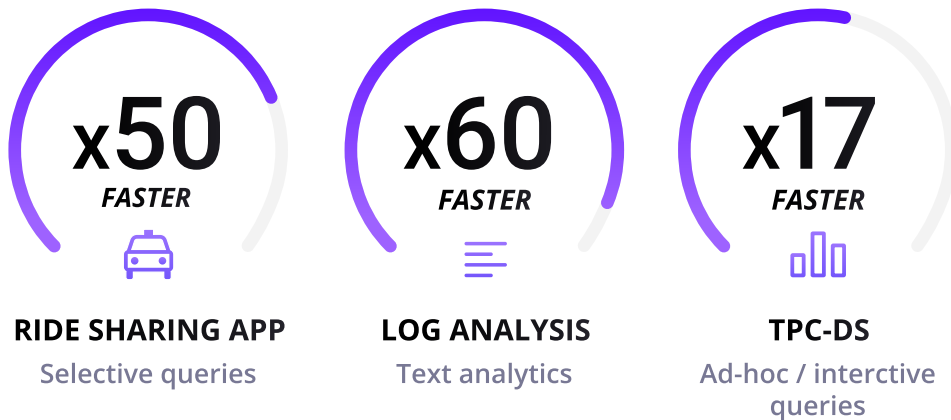 x50
FASTER
RIDE SHARING APP
Selective queries
x60
FASTER
LOG ANALYSIS
Text analytics
x17
FASTER
TPC-DS
Ad-hoc / interctive
queries